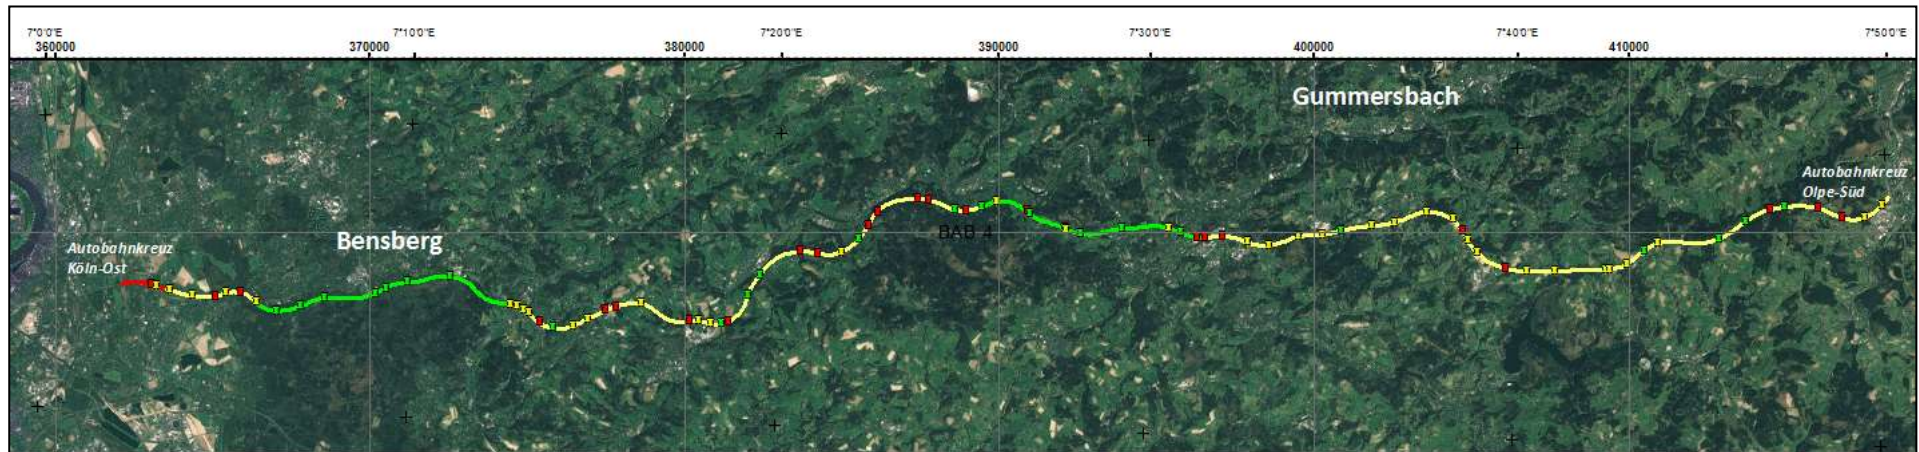 7°0'0"E 7°10'0"E 7°20'0"E 7°30'0"E 7°40'0"E 7°50'0"E
360000 370000 380000 390000 400000 410000
Gummersbach
Autobahnkreuz
Olpe-Süd
BAB 4
Bensberg
Autobahnkreuz
Köln-Ost